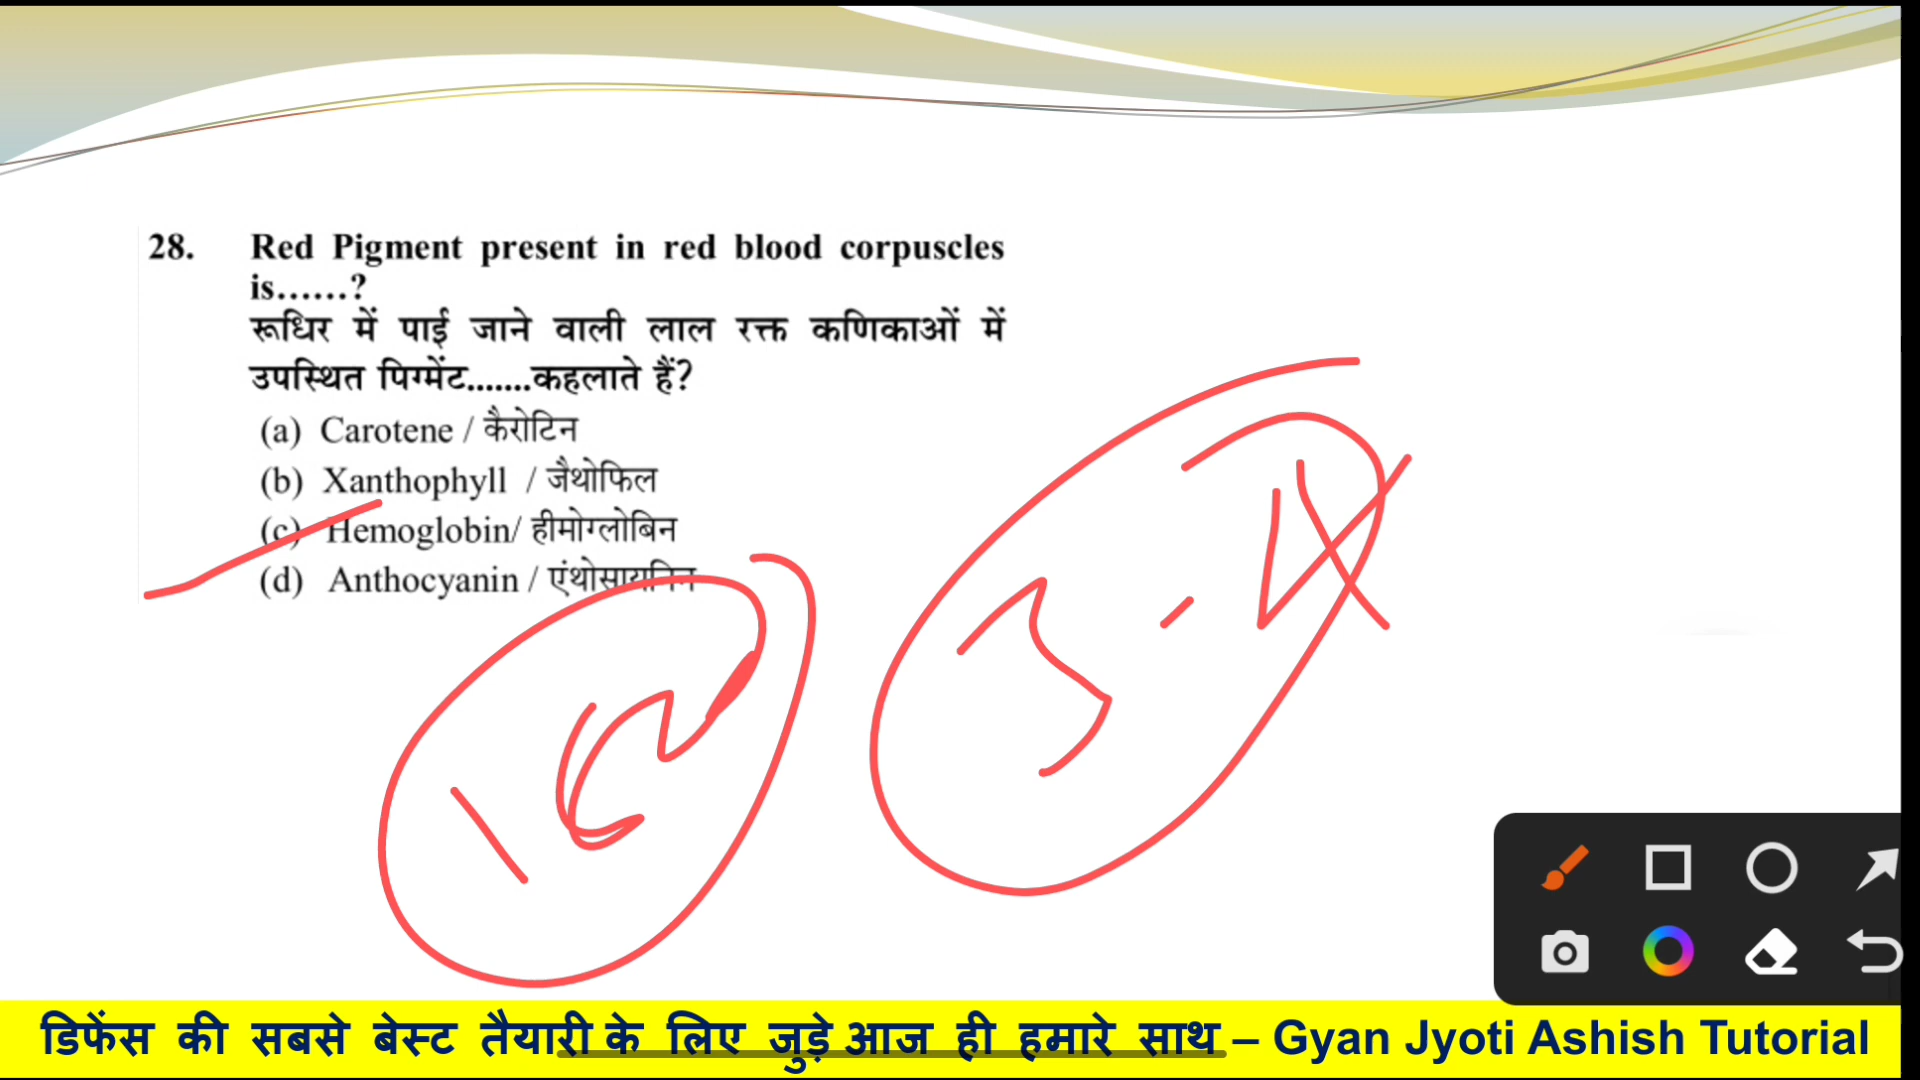 28. Red Pigment present in red blood corpuscles
is......?
रूधिर में पाई जाने वाली लाल रक्त कणिकाओं में
उपस्थित पिग्मेंट.......कहलाते हैं?
(a) Carotene / कैरोटिन
(b) Xanthophyll / जैथोफिल
(c) Hemoglobin/ हीमोग्लोबिन
(d) Anthocyanin / एंथोसायनिन
3.4
डिफेंस की सबसे बेस्ट तैयारी के लिए जुड़े आज ही हमारे साथ – Gyan Jyoti Ashish Tutorial